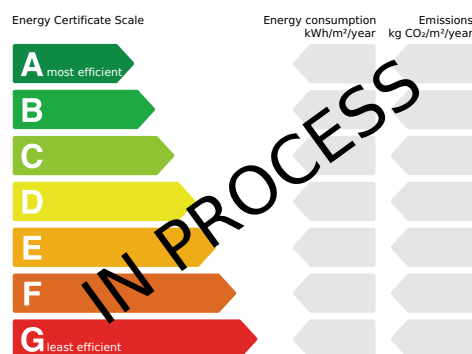 Energy Certificate Scale
Energy consumption
kWh/m²/year
Emissions
kg CO₂/m²/year
A most efficient
B
C
D
E
F
G least efficient
IN PROCESS